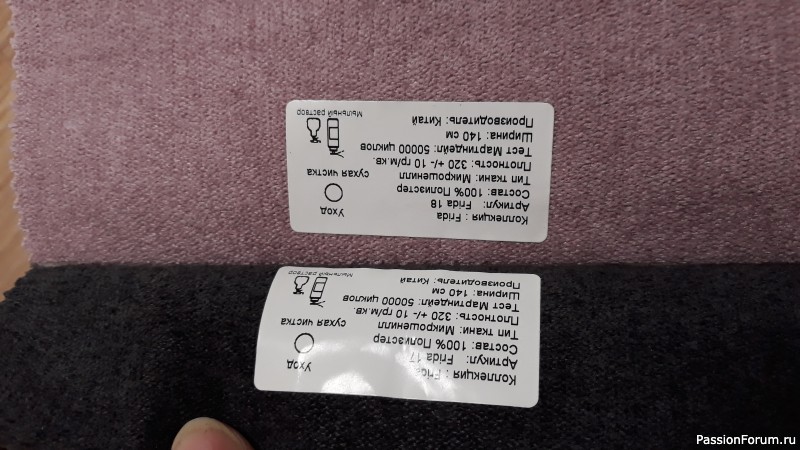 Коллекция : Frida
Артикул: Frida 18
Состав: 100% Полиэстер
Тип ткани: Микрошенилл
Плотность: 320 +/- 10 гр/м.кв.
Тест Мартиндейл: 50000 циклов
Ширина: 140 см
Производитель: Китай
Уход
сухая чистка
Мыльный раствор
Коллекция : Frida
Артикул: Frida 17
Состав: 100% Полиэстер
Тип ткани: Микрошенилл
Плотность: 320 +/- 10 гр/м.кв.
Тест Мартиндейл: 50000 циклов
Ширина: 140 см
Производитель: Китай
Уход
сухая чистка
Мыльный раствор
PassionForum.ru